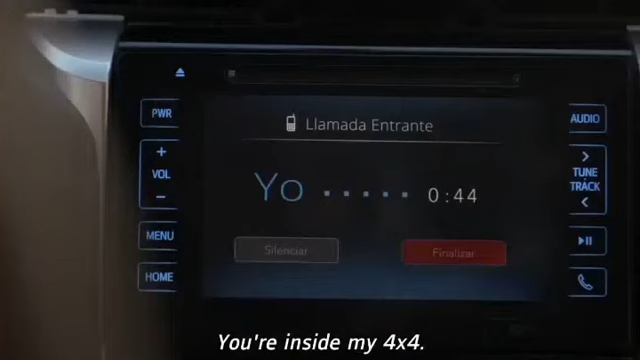 PWR
+
VOL
−
MENU
HOME
Llamada Entrante
Yo ..... 0:44
Silenciar
Finalizar
AUDIO
TUNE
TRACK
You're inside my 4x4.